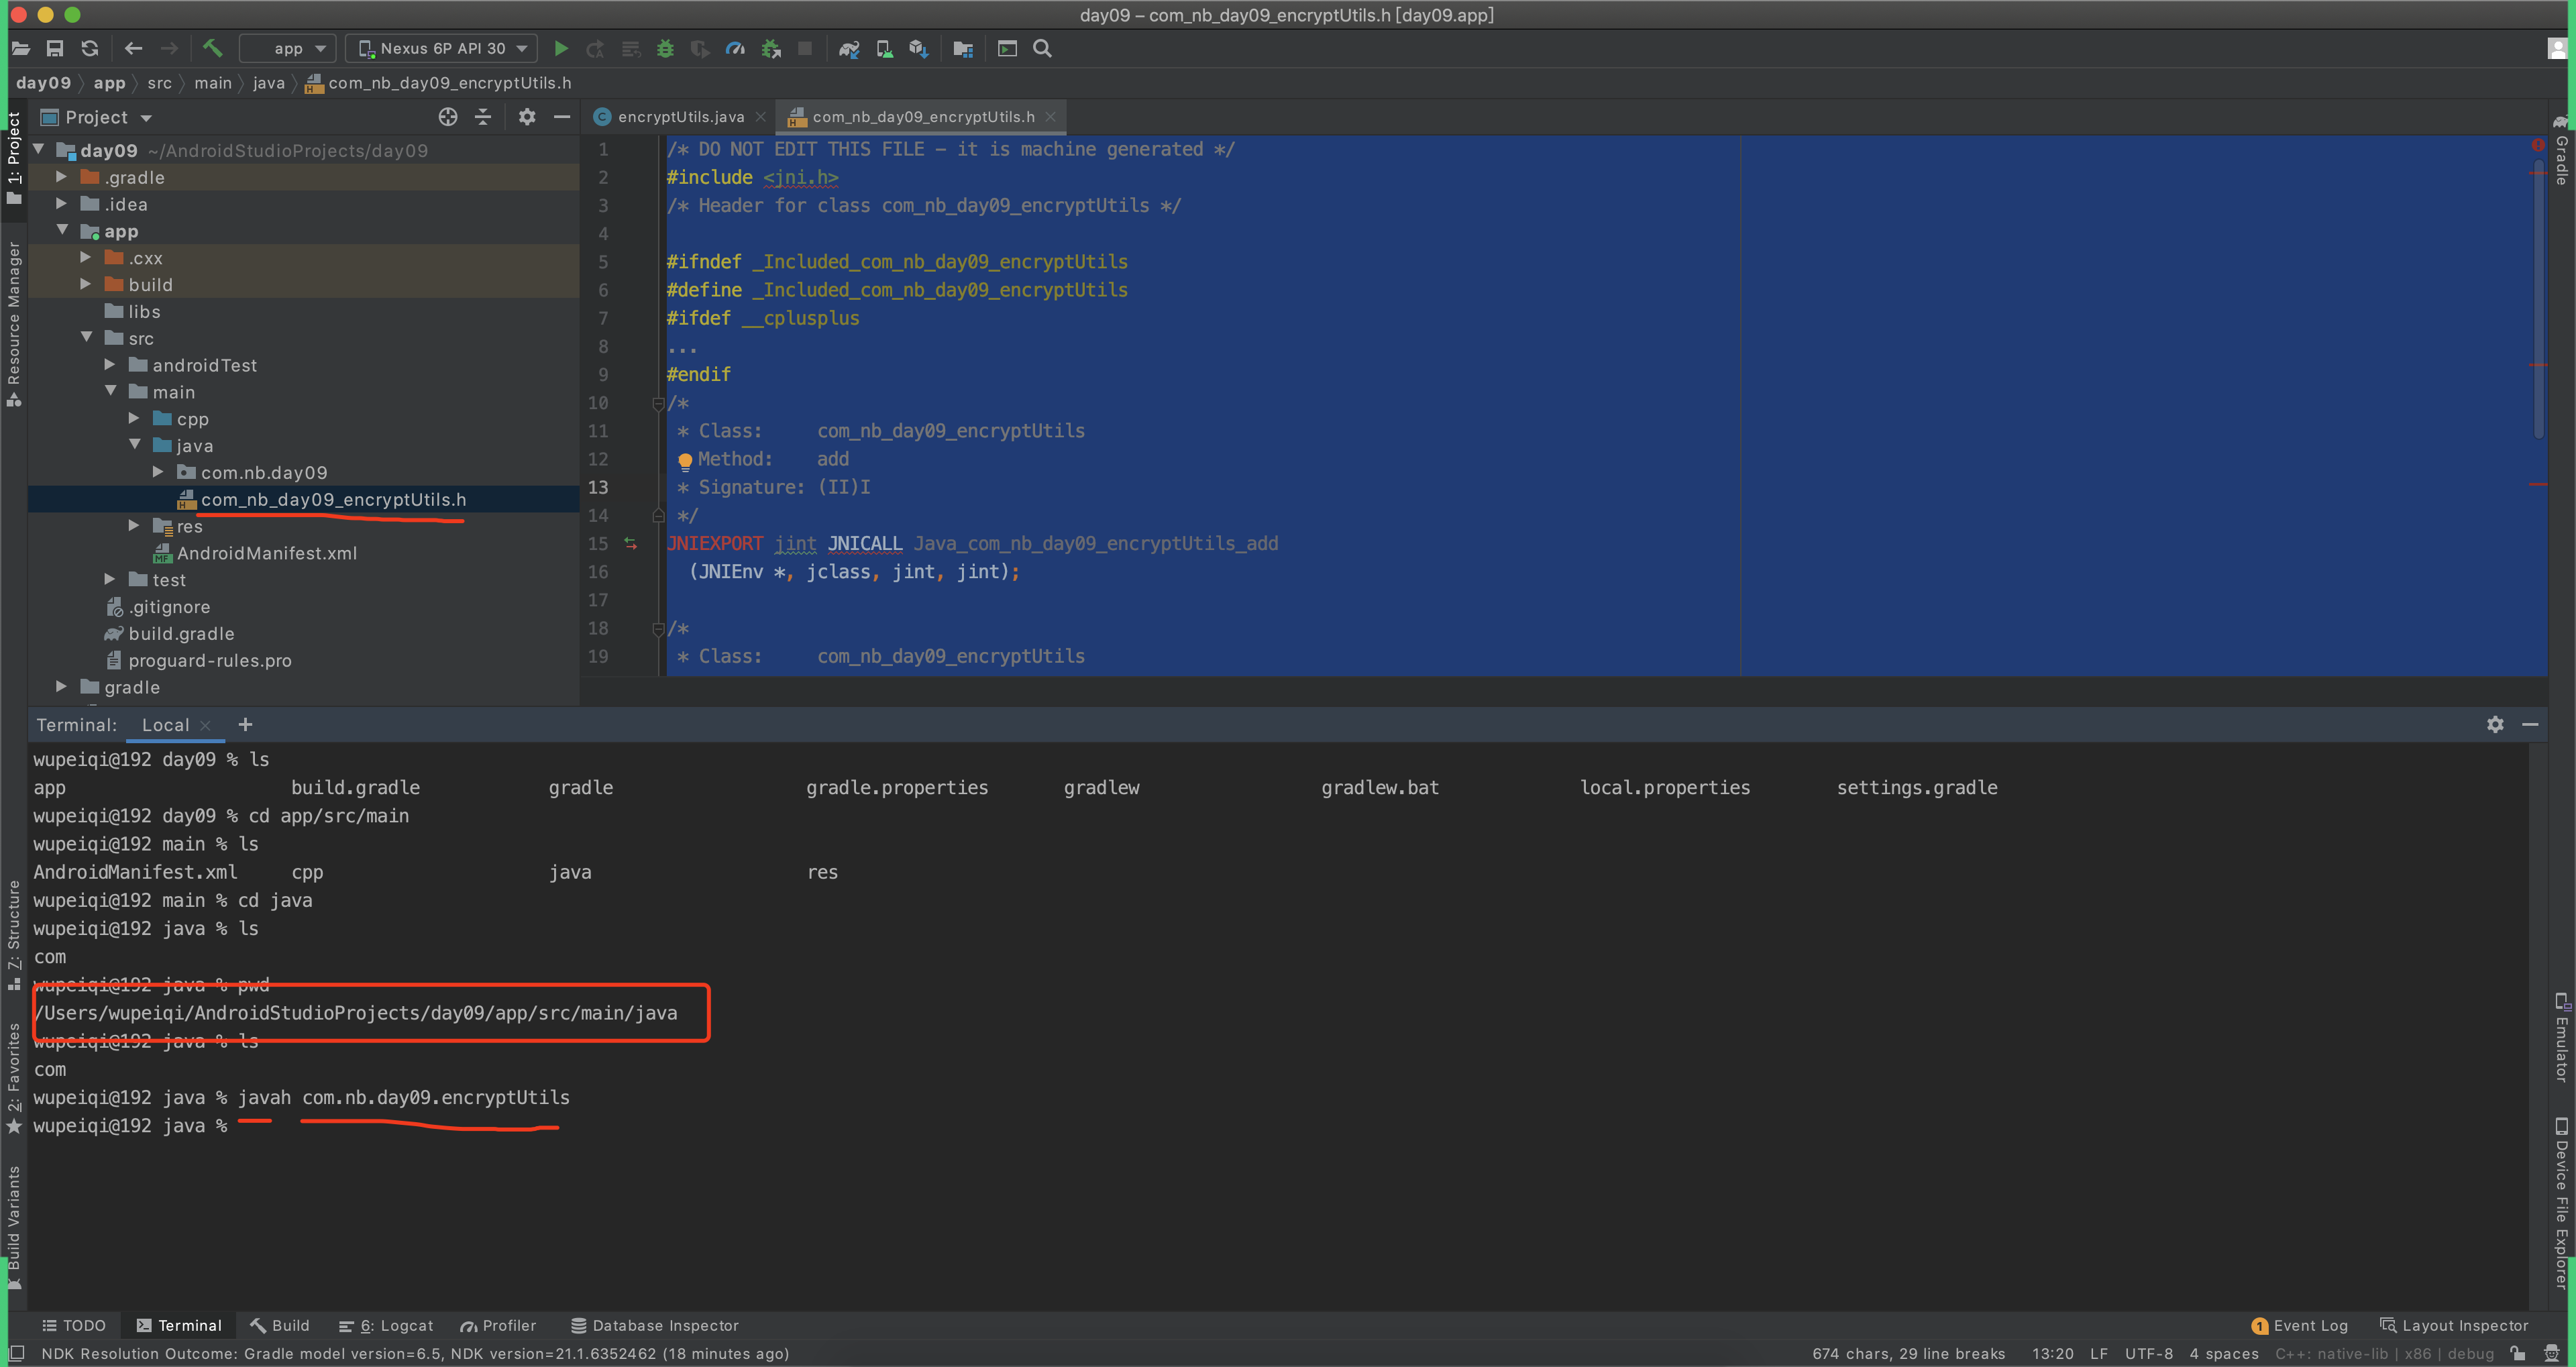 day09 – com_nb_day09_encryptUtils.h [day09.app]
app
Nexus 6P API 30
day09 app src main java com_nb_day09_encryptUtils.h
1: Project
Resource Manager
Z: Structure
2: Favorites
Build Variants
Project
day09 ~/AndroidStudioProjects/day09
.gradle
.idea
app
.cxx
build
libs
src
androidTest
main
cpp
java
com.nb.day09
com_nb_day09_encryptUtils.h
res
AndroidManifest.xml
test
.gitignore
build.gradle
proguard-rules.pro
gradle
encryptUtils.java
com_nb_day09_encryptUtils.h
1 /* DO NOT EDIT THIS FILE - it is machine generated */
2 #include <jni.h>
3 /* Header for class com_nb_day09_encryptUtils */
4
5 #ifndef _Included_com_nb_day09_encryptUtils
6 #define _Included_com_nb_day09_encryptUtils
7 #ifdef __cplusplus
8 ...
9 #endif
10 /*
11 * Class: com_nb_day09_encryptUtils
12 Method: add
13 * Signature: (II)I
14 */
15 JNIEXPORT jint JNICALL Java_com_nb_day09_encryptUtils_add
16 (JNIEnv *, jclass, jint, jint);
17
18 /*
19 * Class: com_nb_day09_encryptUtils
Gradle
Emulator
Device File Explorer
Terminal: Local +
wupeiqi@192 day09 % ls
app build.gradle gradle gradle.properties gradlew gradlew.bat local.properties settings.gradle
wupeiqi@192 day09 % cd app/src/main
wupeiqi@192 main % ls
AndroidManifest.xml cpp java res
wupeiqi@192 main % cd java
wupeiqi@192 java % ls
com
wupeiqi@192 java % pwd
/Users/wupeiqi/AndroidStudioProjects/day09/app/src/main/java
wupeiqi@192 java % ls
com
wupeiqi@192 java % javah com.nb.day09.encryptUtils
wupeiqi@192 java %
TODO Terminal Build 6: Logcat Profiler Database Inspector 1 Event Log Layout Inspector
NDK Resolution Outcome: Gradle model version=6.5, NDK version=21.1.6352462 (18 minutes ago) 674 chars, 29 line breaks 13:20 LF UTF-8 4 spaces C++: native-lib | x86 | debug